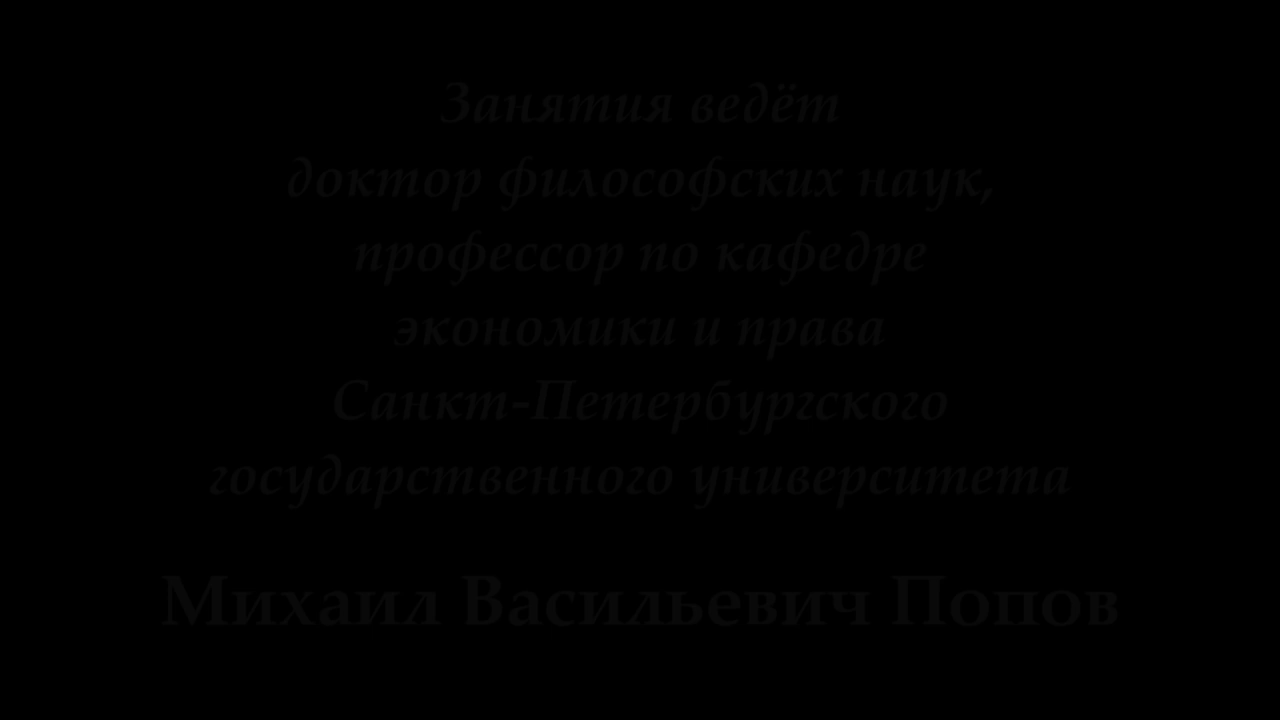 Занятия ведёт
доктор философских наук,
профессор по кафедре
экономики и права
Санкт-Петербургского
государственного университета
Михаил Васильевич Попов